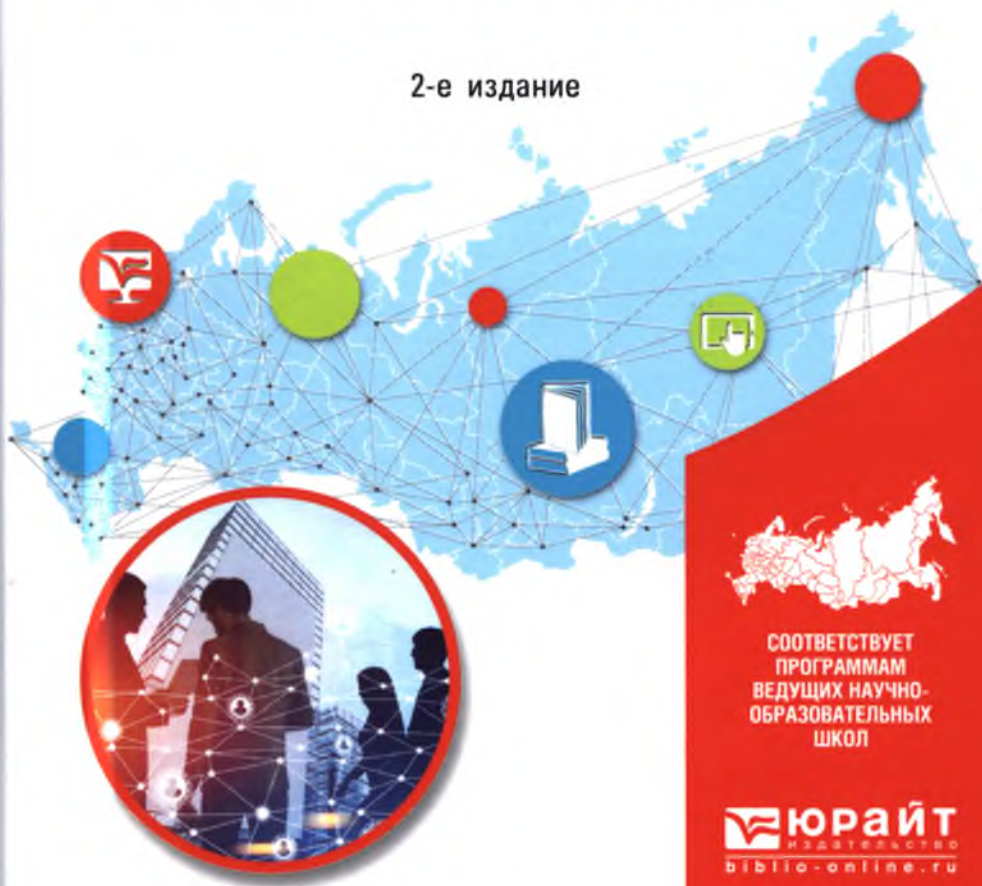 2-е издание
СООТВЕТСТВУЕТ
ПРОГРАММАМ
ВЕДУЩИХ НАУЧНО-
ОБРАЗОВАТЕЛЬНЫХ
ШКОЛ
юрайт
издательство
biblio-online.ru